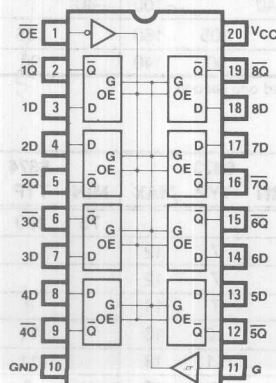 O̅E̅ 1 20 VCC
1Q̅ 2 Q̅ G OE D Q̅ G OE D 19 8Q̅
1D 3 18 8D
2D 4 D G OE Q̅ D G OE Q̅ 17 7D
2Q̅ 5 16 7Q̅
3Q̅ 6 Q̅ G OE D Q̅ G OE D 15 6Q̅
3D 7 14 6D
4D 8 D G OE Q̅ D G OE Q̅ 13 5D
4Q̅ 9 12 5Q̅
GND 10 11 G